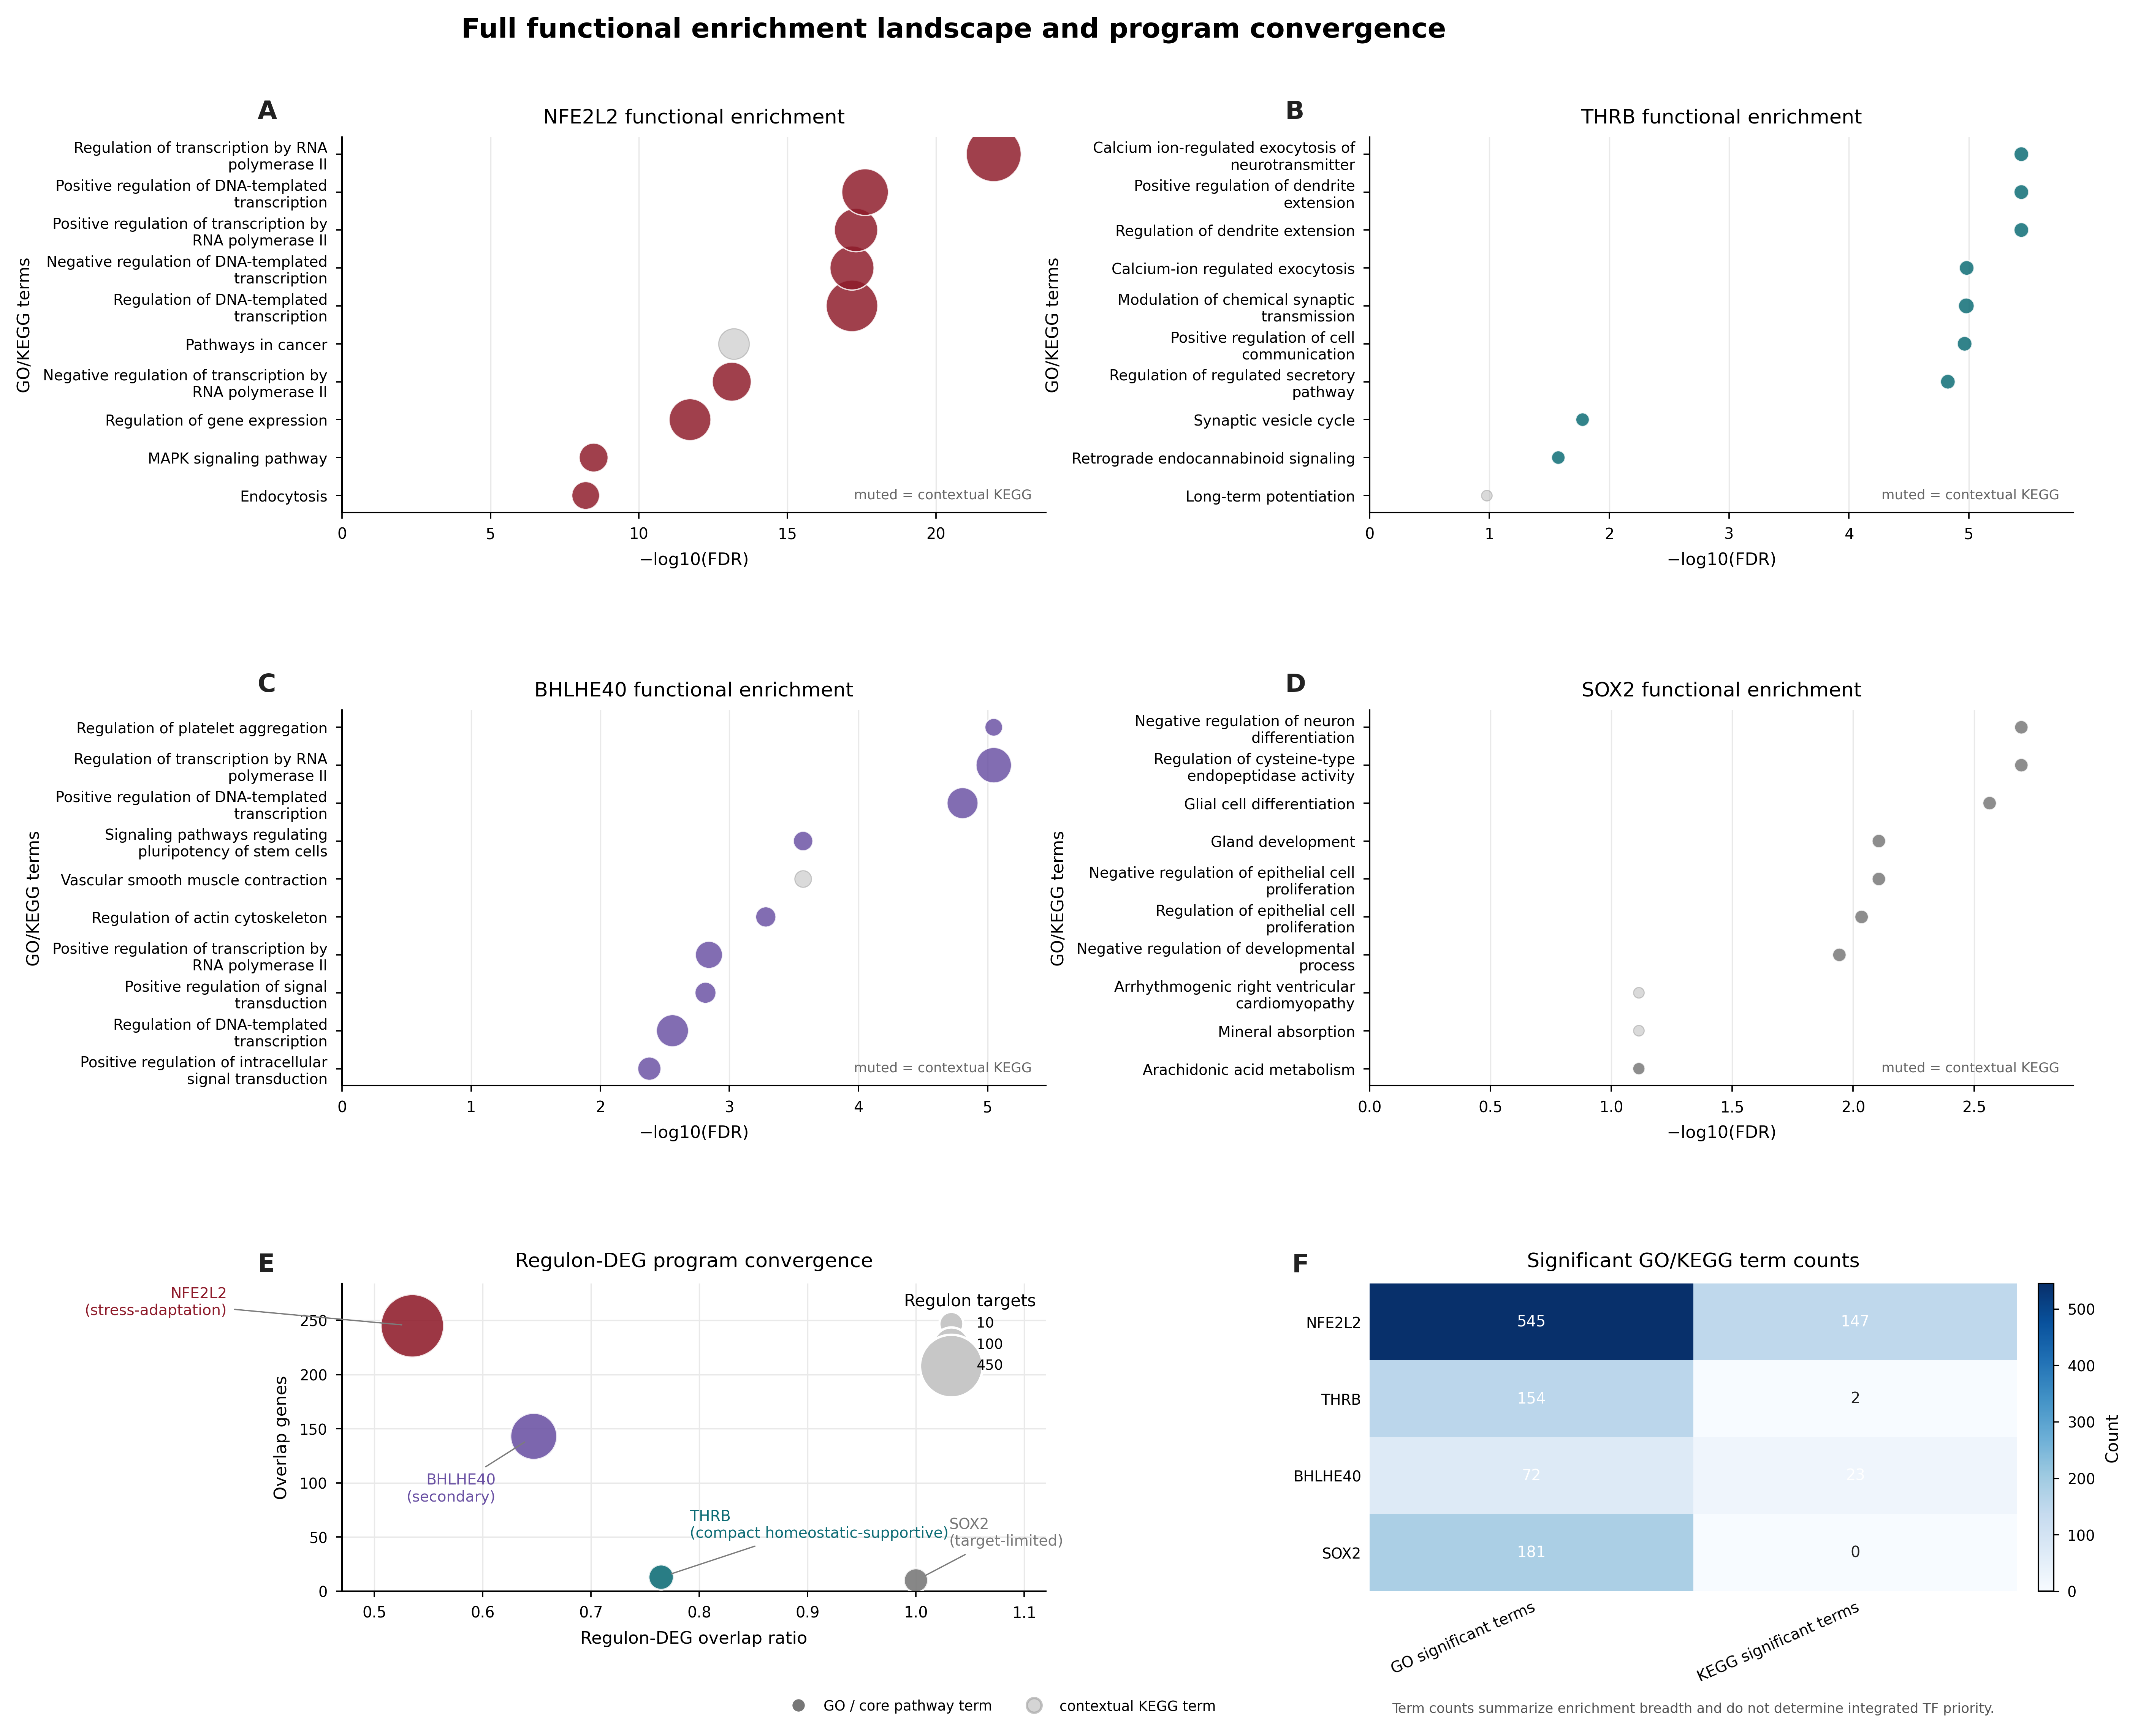 Full functional enrichment landscape and program convergence
A
NFE2L2 functional enrichment
GO/KEGG terms
Regulation of transcription by RNA
polymerase II
Positive regulation of DNA-templated
transcription
Positive regulation of transcription by
RNA polymerase II
Negative regulation of DNA-templated
transcription
Regulation of DNA-templated
transcription
Pathways in cancer
Negative regulation of transcription by
RNA polymerase II
Regulation of gene expression
MAPK signaling pathway
Endocytosis
muted = contextual KEGG
0 5 10 15 20
−log10(FDR)
B
THRB functional enrichment
GO/KEGG terms
Calcium ion-regulated exocytosis of
neurotransmitter
Positive regulation of dendrite
extension
Regulation of dendrite extension
Calcium-ion regulated exocytosis
Modulation of chemical synaptic
transmission
Positive regulation of cell
communication
Regulation of regulated secretory
pathway
Synaptic vesicle cycle
Retrograde endocannabinoid signaling
Long-term potentiation
muted = contextual KEGG
0 1 2 3 4 5
−log10(FDR)
C
BHLHE40 functional enrichment
GO/KEGG terms
Regulation of platelet aggregation
Regulation of transcription by RNA
polymerase II
Positive regulation of DNA-templated
transcription
Signaling pathways regulating
pluripotency of stem cells
Vascular smooth muscle contraction
Regulation of actin cytoskeleton
Positive regulation of transcription by
RNA polymerase II
Positive regulation of signal
transduction
Regulation of DNA-templated
transcription
Positive regulation of intracellular
signal transduction
muted = contextual KEGG
0 1 2 3 4 5
−log10(FDR)
D
SOX2 functional enrichment
GO/KEGG terms
Negative regulation of neuron
differentiation
Regulation of cysteine-type
endopeptidase activity
Glial cell differentiation
Gland development
Negative regulation of epithelial cell
proliferation
Regulation of epithelial cell
proliferation
Negative regulation of developmental
process
Arrhythmogenic right ventricular
cardiomyopathy
Mineral absorption
Arachidonic acid metabolism
muted = contextual KEGG
0.0 0.5 1.0 1.5 2.0 2.5
−log10(FDR)
E
Regulon-DEG program convergence
NFE2L2
(stress-adaptation)
BHLHE40
(secondary)
THRB
(compact homeostatic-supportive)
SOX2
(target-limited)
Regulon targets
10
100
450
Overlap genes
250
200
150
100
50
0
0.5 0.6 0.7 0.8 0.9 1.0 1.1
Regulon-DEG overlap ratio
F
Significant GO/KEGG term counts
NFE2L2 545 147
THRB 154 2
BHLHE40 72 23
SOX2 181 0
GO significant terms
KEGG significant terms
500
400
300
200
100
0
Count
GO / core pathway term
contextual KEGG term
Term counts summarize enrichment breadth and do not determine integrated TF priority.